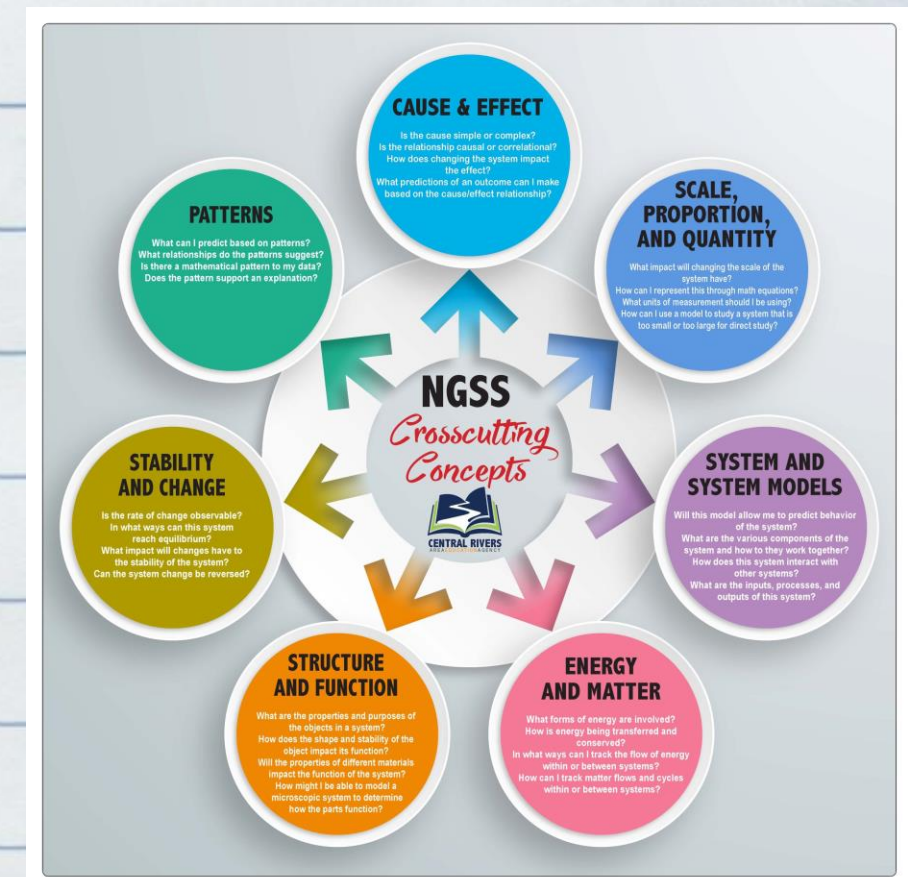 CAUSE & EFFECT
Is the cause simple or complex?
Is the relationship causal or correlational?
How does changing the system impact
the effect?
What predictions of an outcome can I make
based on the cause/effect relationship?
SCALE,
PROPORTION,
AND QUANTITY
What impact will changing the scale of the
system have?
How can I represent this through math equations?
What units of measurement should I be using?
How can I use a model to study a system that is
too small or too large for direct study?
SYSTEM AND
SYSTEM MODELS
Will this model allow me to predict behavior
of the system?
What are the various components of the
system and how to they work together?
How does this system interact with
other systems?
What are the inputs, processes, and
outputs of this system?
ENERGY
AND MATTER
What forms of energy are involved?
How is energy being transferred and
conserved?
In what ways can I track the flow of energy
within or between systems?
How can I track matter flows and cycles
within or between systems?
STRUCTURE
AND FUNCTION
What are the properties and purposes of
the objects in a system?
How does the shape and stability of the
object impact its function?
Will the properties of different materials
impact the function of the system?
How might I be able to model a
microscopic system to determine
how the parts function?
STABILITY
AND CHANGE
Is the rate of change observable?
In what ways can this system
reach equilibrium?
What impact will changes have to
the stability of the system?
Can the system change be reversed?
PATTERNS
What can I predict based on patterns?
What relationships do the patterns suggest?
Is there a mathematical pattern to my data?
Does the pattern support an explanation?
NGSS
Crosscutting
Concepts
CENTRAL RIVERS
AREA EDUCATION AGENCY